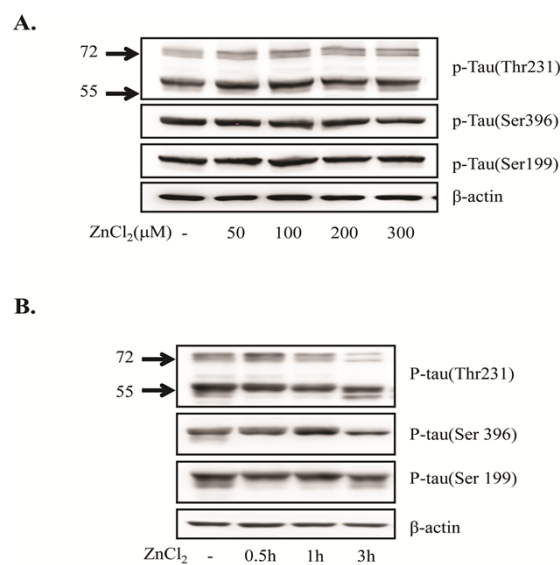 A.
72
55
p-Tau(Thr231)
p-Tau(Ser396)
p-Tau(Ser199)
β-actin
ZnCl₂(μM) - 50 100 200 300
B.
72
55
P-tau(Thr231)
P-tau(Ser 396)
P-tau(Ser 199)
β-actin
ZnCl₂ - 0.5h 1h 3h